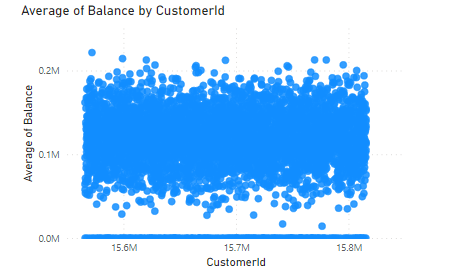 Average of Balance by CustomerId
0.2M
0.1M
0.0M
Average of Balance
15.6M 15.7M 15.8M
CustomerId